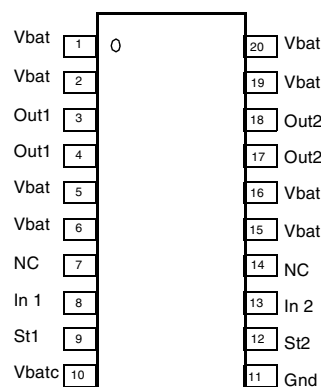 Vbat 1 20 Vbat
Vbat 2 19 Vbat
Out1 3 18 Out2
Out1 4 17 Out2
Vbat 5 16 Vbat
Vbat 6 15 Vbat
NC 7 14 NC
In 1 8 13 In 2
St1 9 12 St2
Vbatc 10 11 Gnd